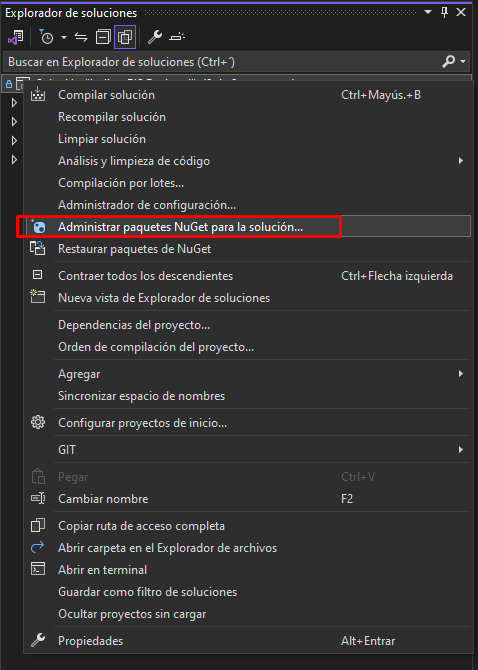 Explorador de soluciones
Buscar en Explorador de soluciones (Ctrl+´)
Compilar solución Ctrl+Mayús.+B
Recompilar solución
Limpiar solución
Análisis y limpieza de código
Compilación por lotes...
Administrador de configuración...
Administrar paquetes NuGet para la solución...
Restaurar paquetes de NuGet
Contraer todos los descendientes Ctrl+Flecha izquierda
Nueva vista de Explorador de soluciones
Dependencias del proyecto...
Orden de compilación del proyecto...
Agregar
Sincronizar espacio de nombres
Configurar proyectos de inicio...
GIT
Pegar Ctrl+V
Cambiar nombre F2
Copiar ruta de acceso completa
Abrir carpeta en el Explorador de archivos
Abrir en terminal
Guardar como filtro de soluciones
Ocultar proyectos sin cargar
Propiedades Alt+Entrar